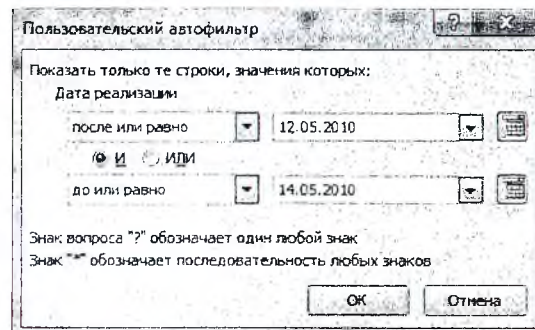 Пользовательский автофильтр
Показать только те строки, значения которых:
Дата реализации
после или равно 12.05.2010
И ИЛИ
до или равно 14.05.2010
Знак вопроса "?" обозначает один любой знак
Знак "*" обозначает последовательность любых знаков
ОК Отмена